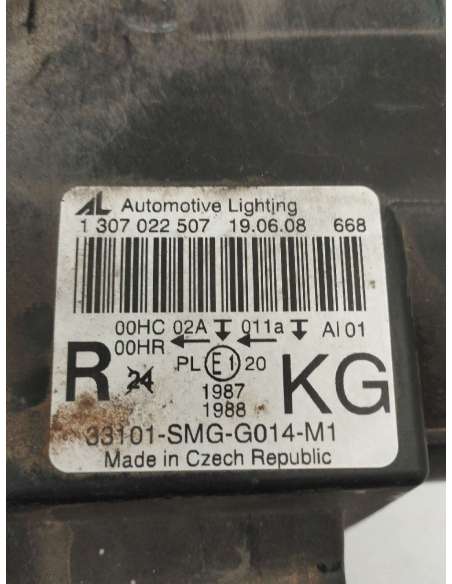 AL Automotive Lighting
1 307 022 507 19.06.08 668
00HC 02A 011a AI 01
00HR
R 24 PL E1 20 KG
1987
1988
33101-SMG-G014-M1
Made in Czech Republic